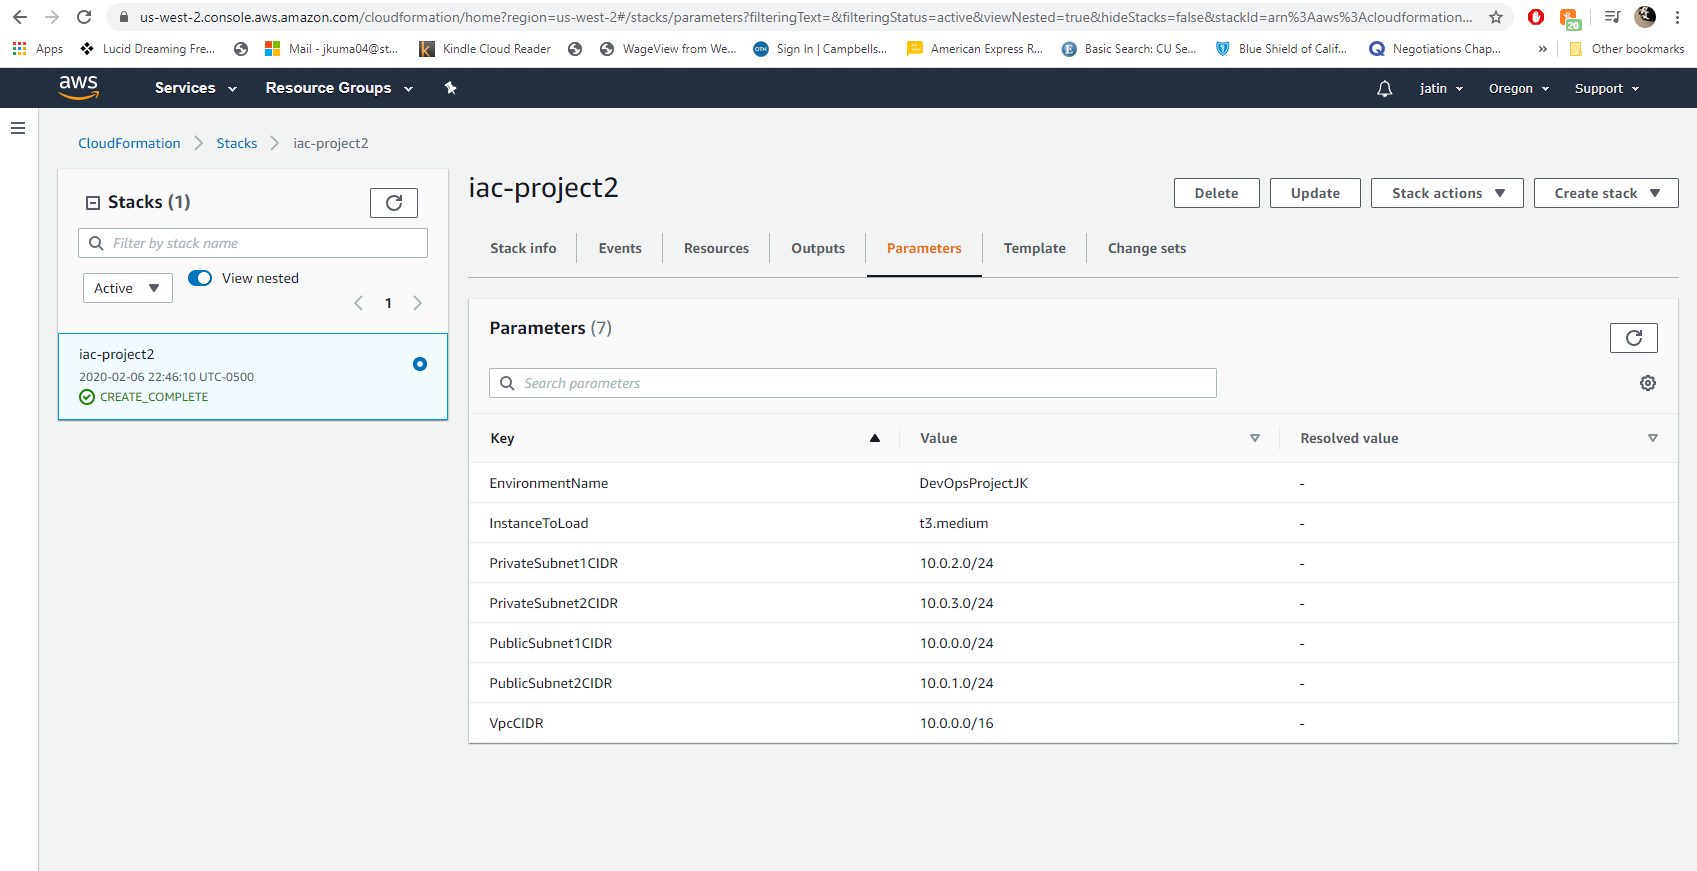 us-west-2.console.aws.amazon.com/cloudformation/home?region=us-west-2#/stacks/parameters?filteringText=&filteringStatus=active&viewNested=true&hideStacks=false&stackId=arn%3Aaws%3Acloudformation...
20
Apps Lucid Dreaming Fre... Mail - jkuma04@st... Kindle Cloud Reader WageView from We... OTH Sign In | Campbells... American Express R... Basic Search: CU Se... Blue Shield of Calif... Negotiations Chap... » Other bookmarks
aws Services Resource Groups jatin Oregon Support
CloudFormation Stacks iac-project2
Stacks (1)
Filter by stack name
Active View nested
1
iac-project2
2020-02-06 22:46:10 UTC-0500
CREATE_COMPLETE
iac-project2
Delete Update Stack actions Create stack
Stack info Events Resources Outputs Parameters Template Change sets
Parameters (7)
Search parameters
Key Value Resolved value
EnvironmentName DevOpsProjectJK -
InstanceToLoad t3.medium -
PrivateSubnet1CIDR 10.0.2.0/24 -
PrivateSubnet2CIDR 10.0.3.0/24 -
PublicSubnet1CIDR 10.0.0.0/24 -
PublicSubnet2CIDR 10.0.1.0/24 -
VpcCIDR 10.0.0.0/16 -